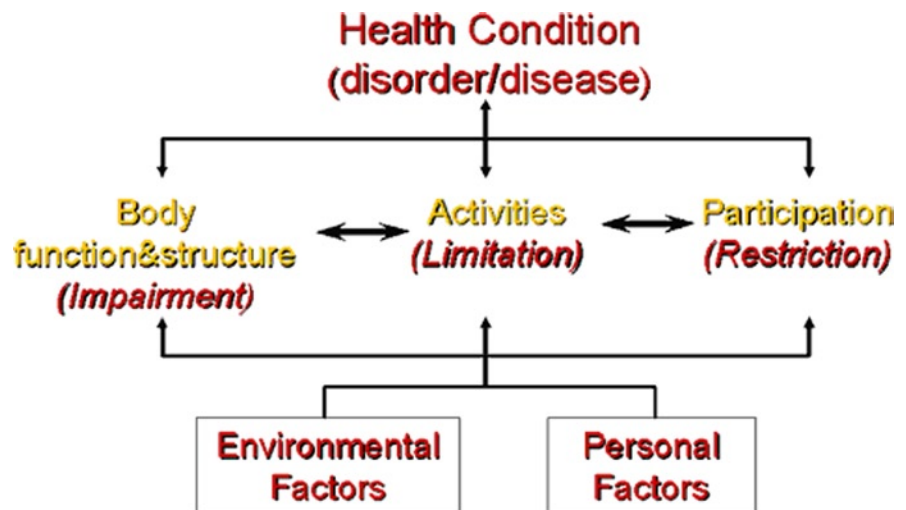 Health Condition
(disorder/disease)
Body
function&structure
(Impairment)
Activities
(Limitation)
Participation
(Restriction)
Environmental
Factors
Personal
Factors